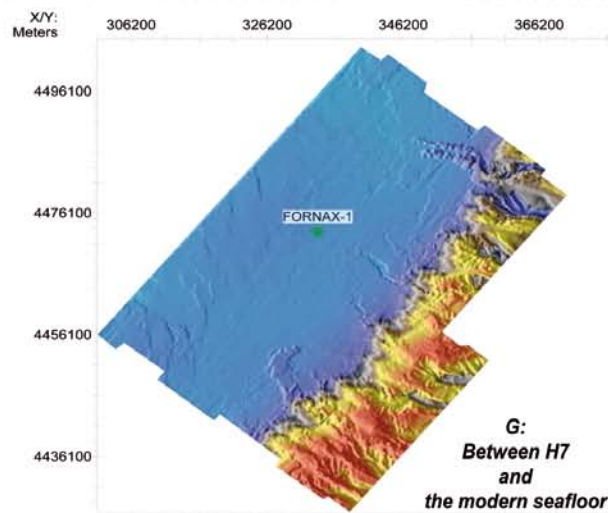 X/Y:
Meters
306200 326200 346200 366200
4496100
4476100
FORNAX-1
4456100
4436100
G:
Between H7
and
the modern seafloor